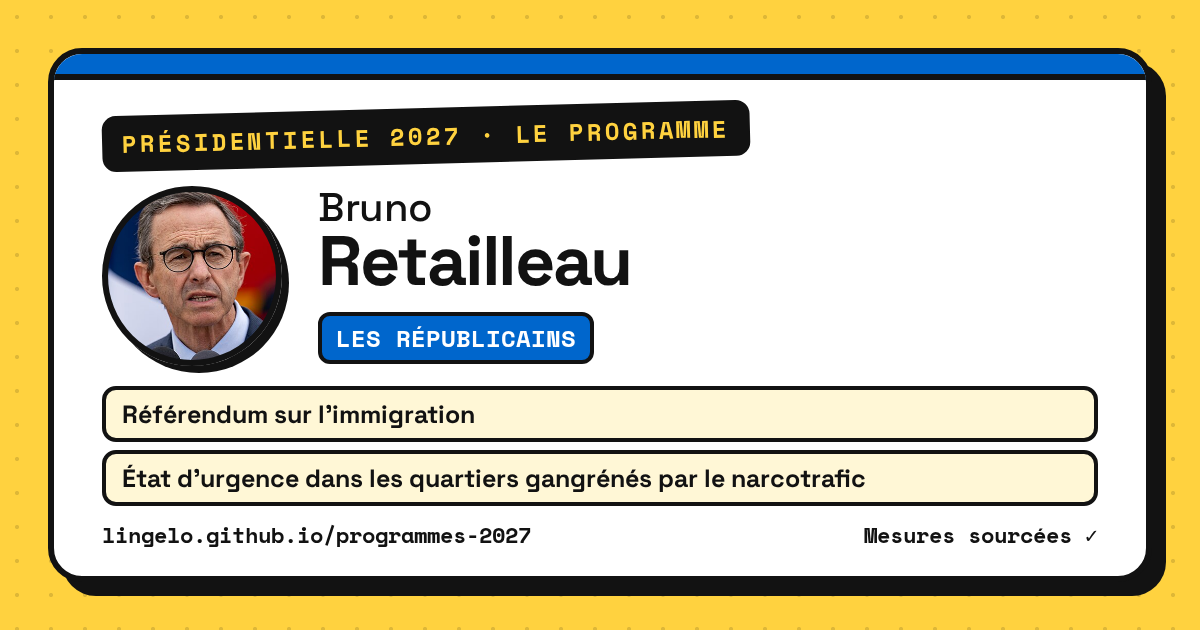 PRÉSIDENTIELLE 2027 · LE PROGRAMME
Bruno
Retailleau
LES RÉPUBLICAINS
Référendum sur l’immigration
État d’urgence dans les quartiers gangrénés par le narcotrafic
lingelo.github.io/programmes-2027
Mesures sourcées ✓